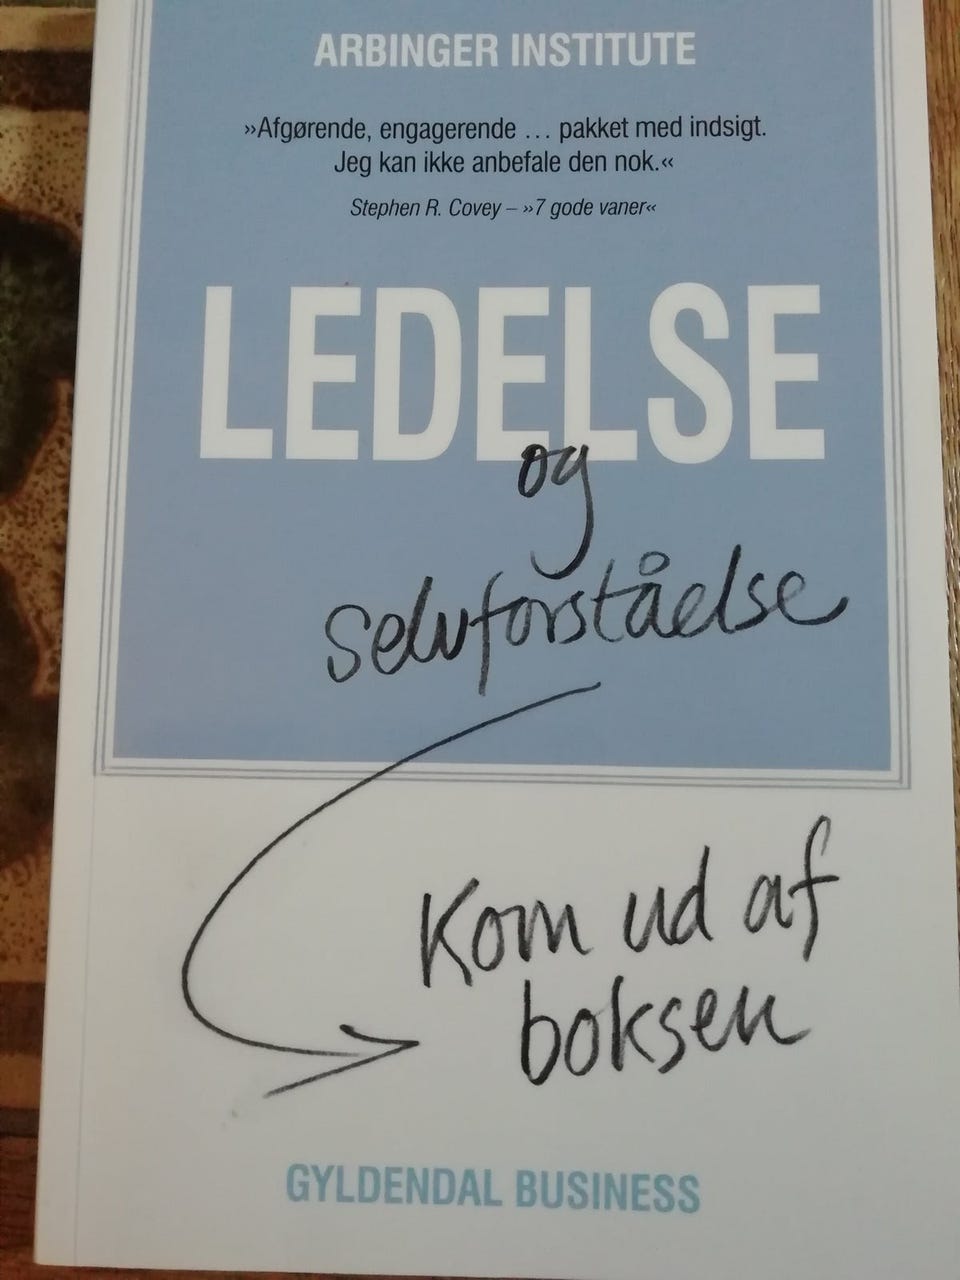 ARBINGER INSTITUTE
»Afgørende, engagerende ... pakket med indsigt.
Jeg kan ikke anbefale den nok.«
Stephen R. Covey – »7 gode vaner«
LEDELSE
og
selvforståelse
Kom ud af
boksen
GYLDENDAL BUSINESS